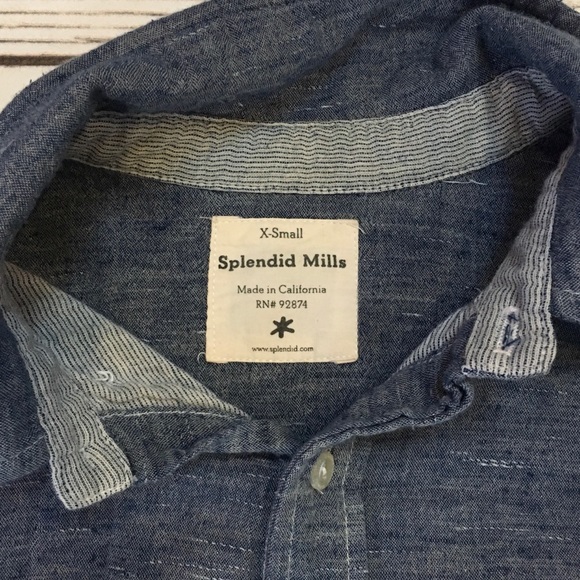 X-Small
Splendid Mills
Made in California
RN# 92874
www.splendid.com